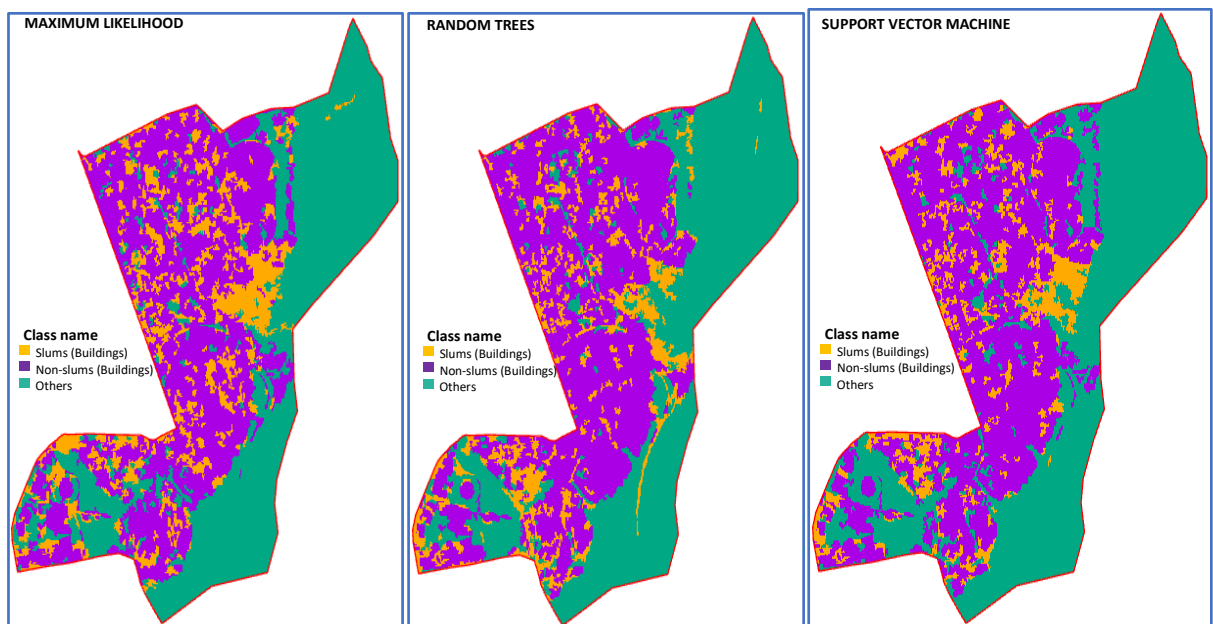 MAXIMUM LIKELIHOOD
Class name
Slums (Buildings)
Non-slums (Buildings)
Others
RANDOM TREES
Class name
Slums (Buildings)
Non-slums (Buildings)
Others
SUPPORT VECTOR MACHINE
Class name
Slums (Buildings)
Non-slums (Buildings)
Others